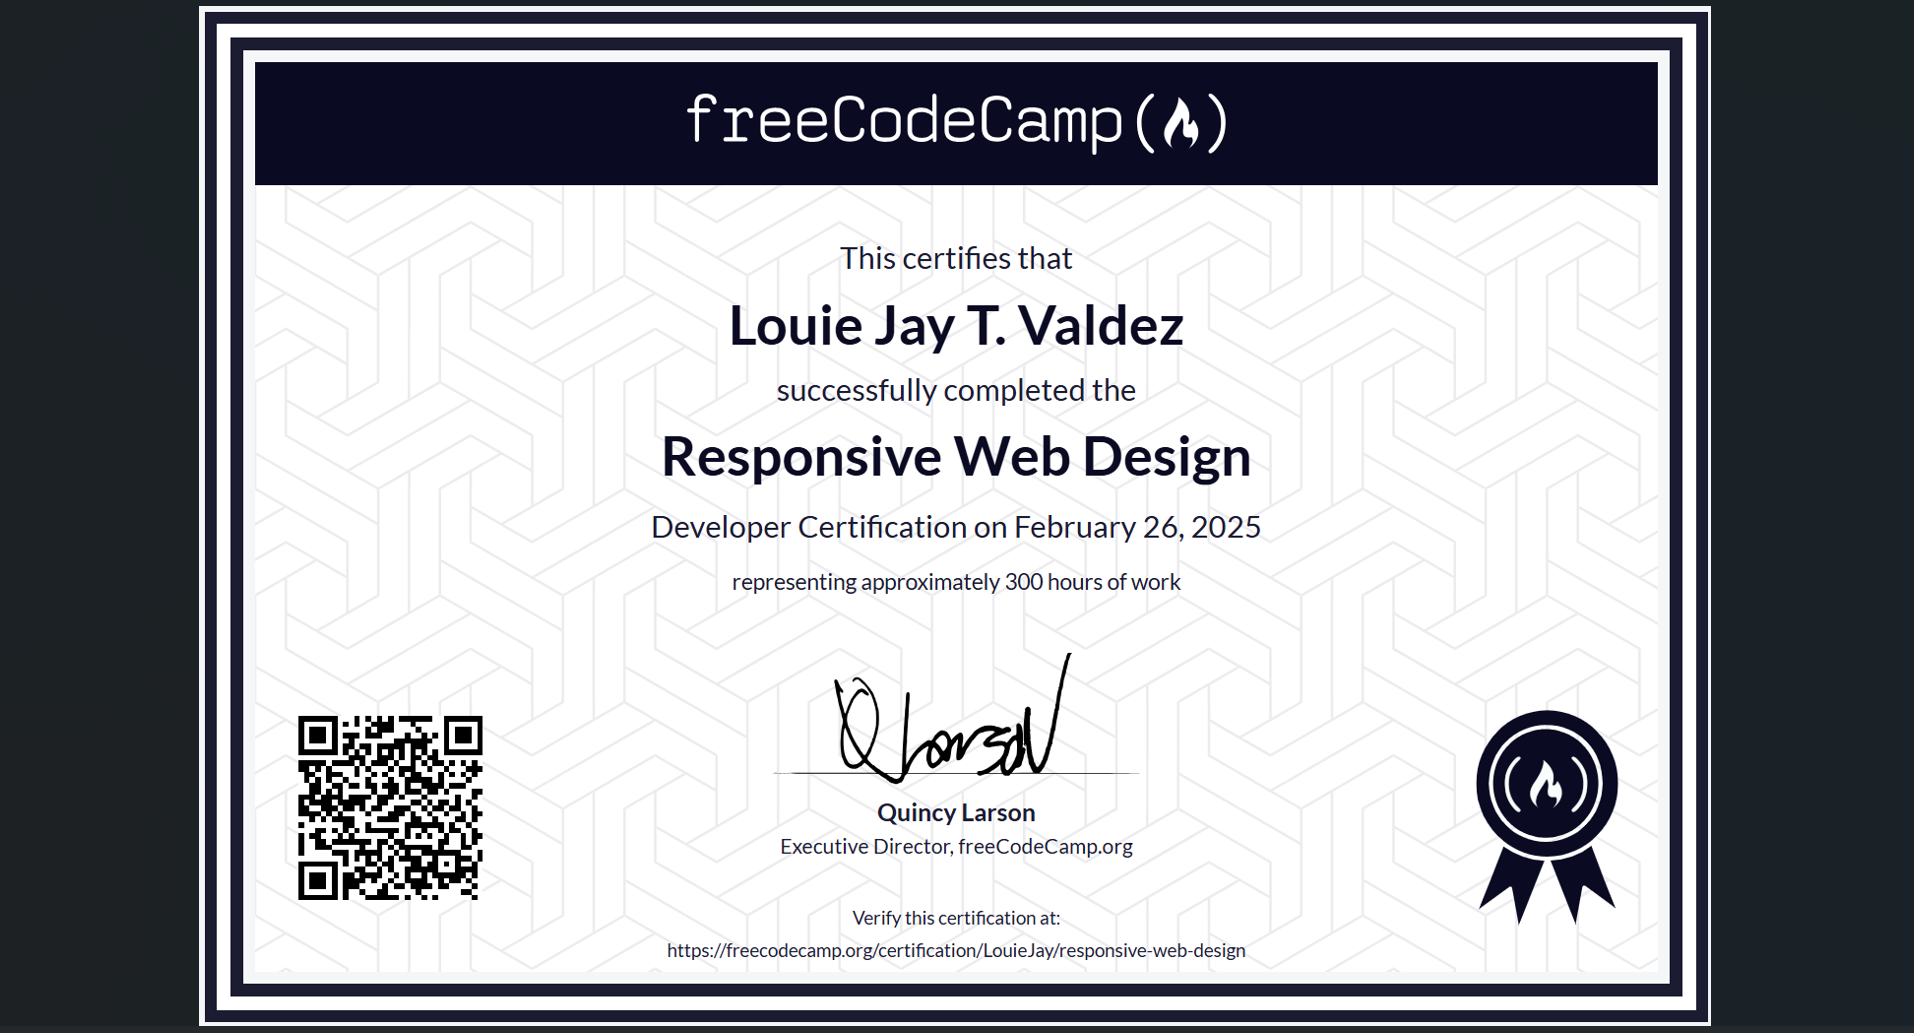 freeCodeCamp
This certifies that
Louie Jay T. Valdez
successfully completed the
Responsive Web Design
Developer Certification on February 26, 2025
representing approximately 300 hours of work
Q Larson
Quincy Larson
Executive Director, freeCodeCamp.org
Verify this certification at:
https://freecodecamp.org/certification/LouieJay/responsive-web-design